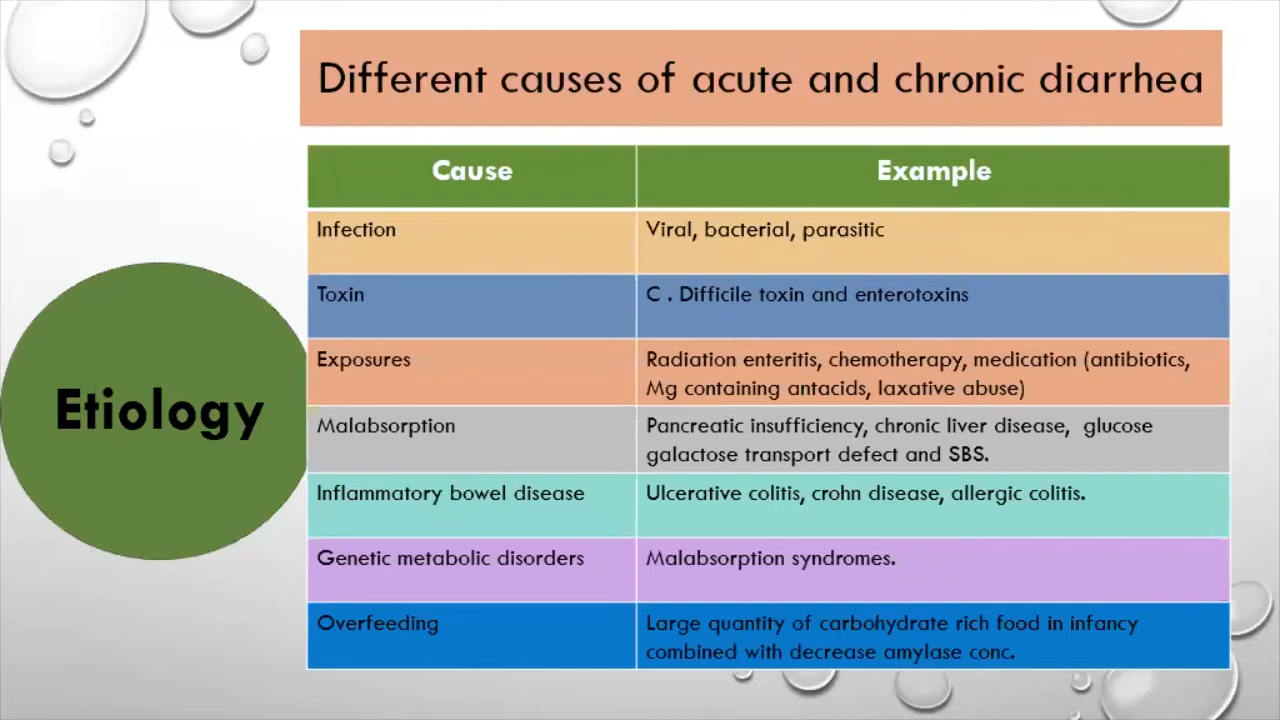 Different causes of acute and chronic diarrhea
Cause
Example
Infection
Viral, bacterial, parasitic
Toxin
C . Difficile toxin and enterotoxins
Exposures
Radiation enteritis, chemotherapy, medication (antibiotics,
Mg containing antacids, laxative abuse)
Etiology
Malabsorption
Pancreatic insufficiency, chronic liver disease,  glucose
galactose transport defect and SBS.
Inflammatory bowel disease
Ulcerative colitis, crohn disease, allergic colitis.
Genetic metabolic disorders
Malabsorption syndromes.
Overfeeding
Large quantity of carbohydrate rich food in infancy
combined with decrease amylase conc.